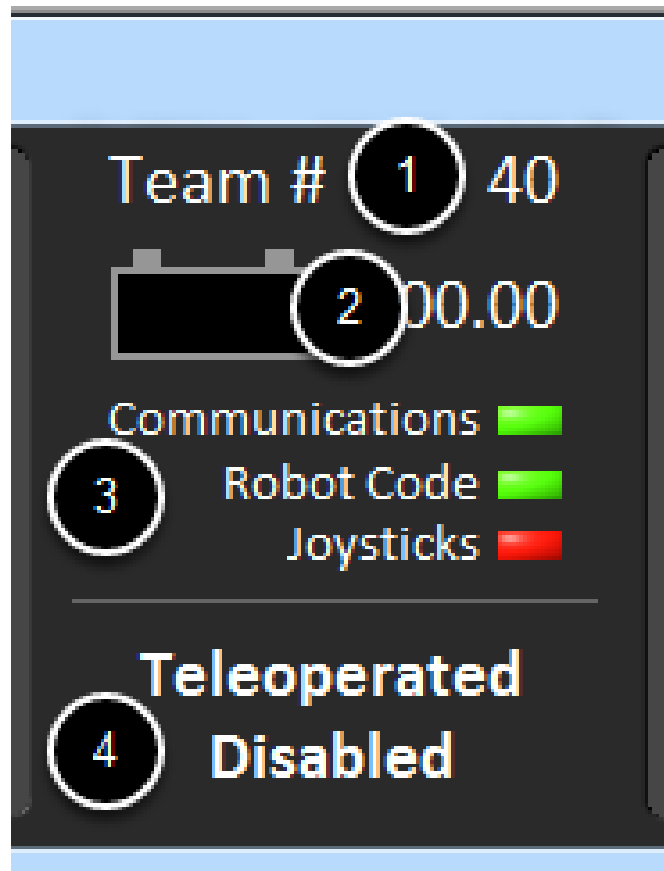 Team # 1 40
2 00.00
Communications
3 Robot Code
Joysticks
Teleoperated
4 Disabled